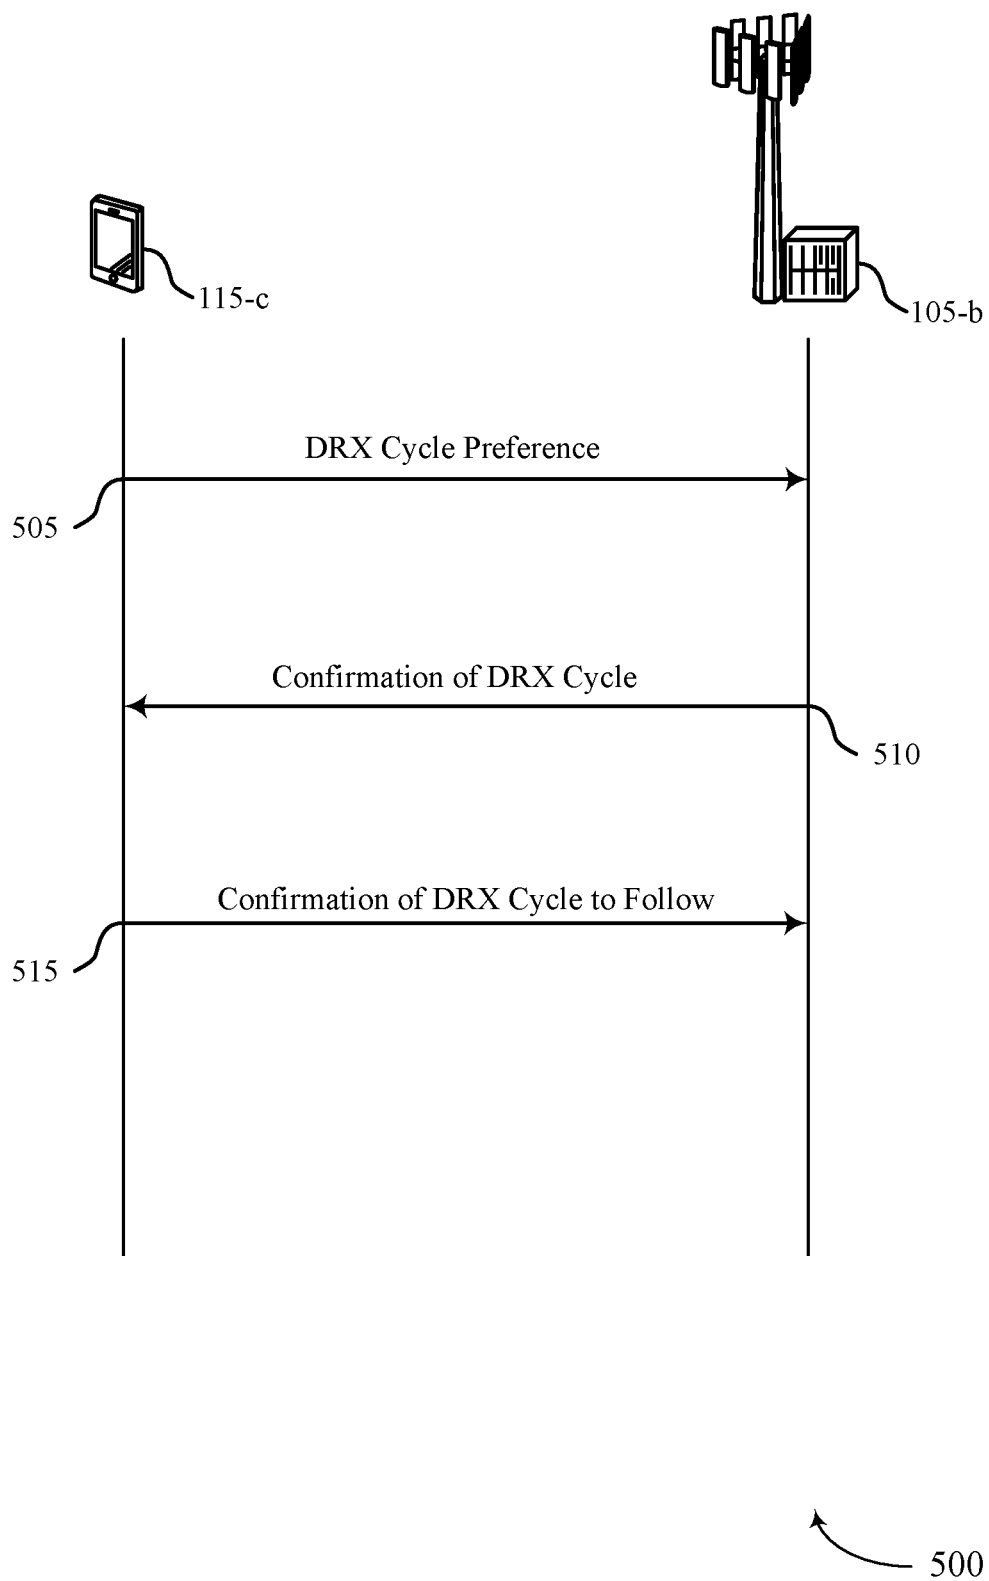 115-c
105-b
DRX Cycle Preference
505
Confirmation of DRX Cycle
510
Confirmation of DRX Cycle to Follow
515
500